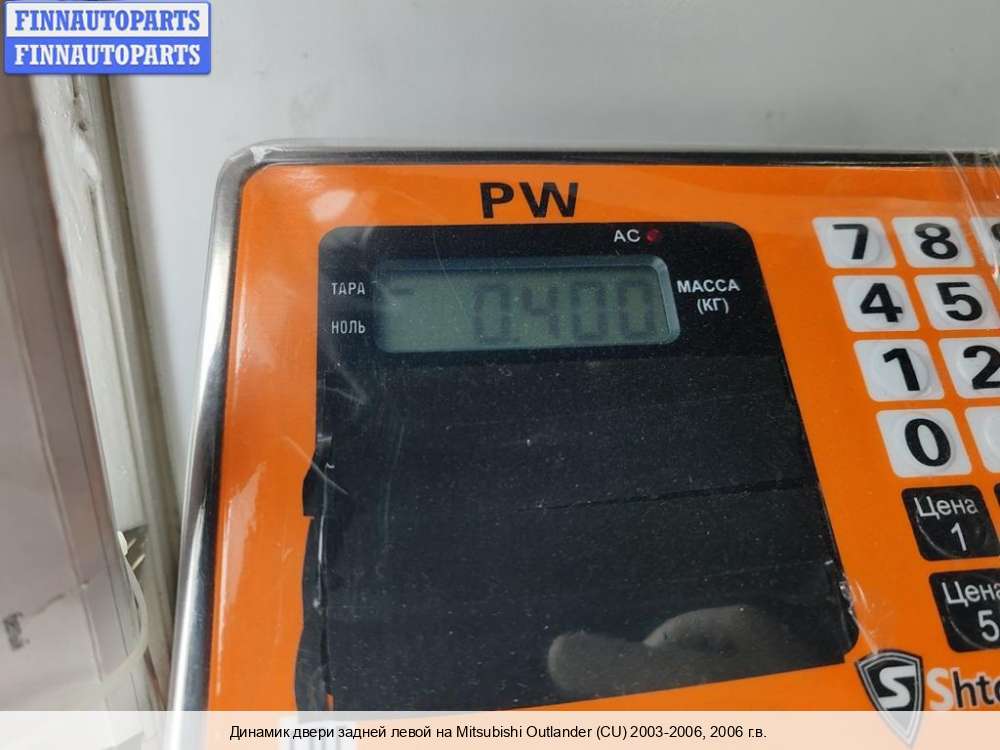 FINNAUTOPARTS
FINNAUTOPARTS
PW
AC
ТАРА
НОЛЬ
0.400
МАССА
(КГ)
7 8
4 5
1 2
0
Цена
1
Цена
5
S Sht
Динамик двери задней левой на Mitsubishi Outlander (CU) 2003-2006, 2006 г.в.